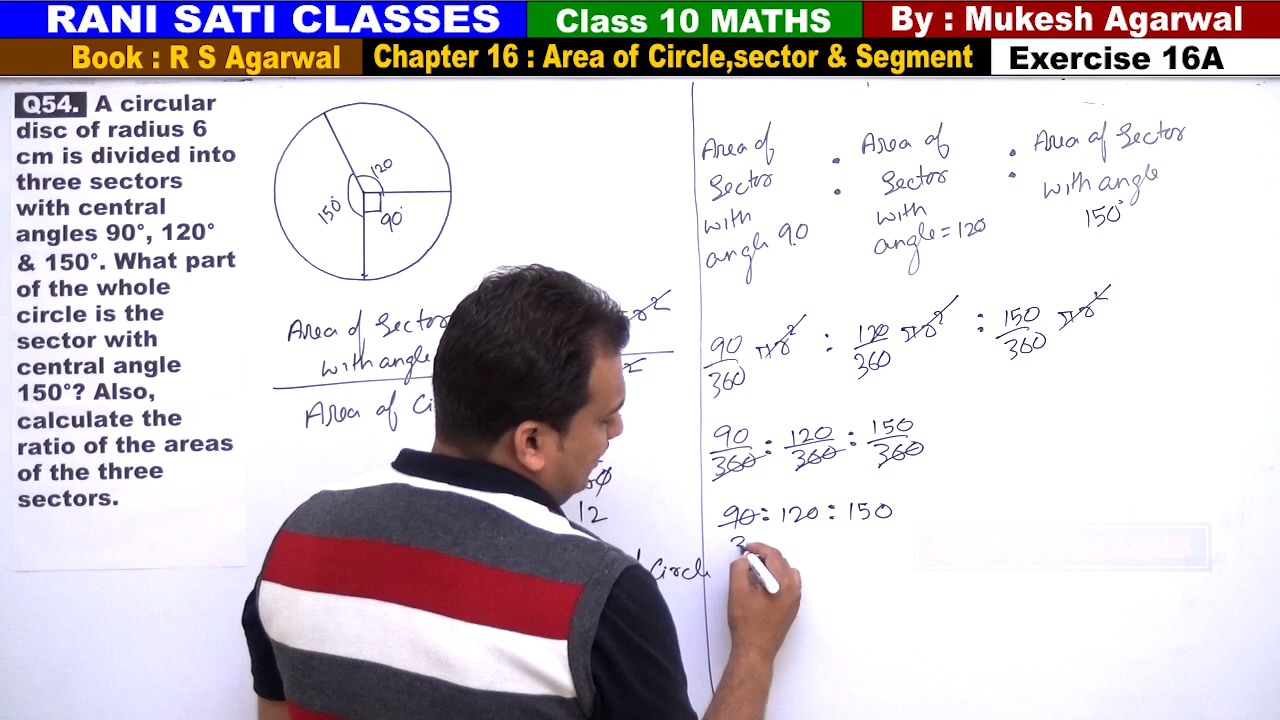 RANI SATI CLASSES
Class 10 MATHS
By : Mukesh Agarwal
Book : R S Agarwal
Chapter 16 : Area of Circle,sector & Segment
Exercise 16A
Q54. A circular
disc of radius 6
cm is divided into
three sectors
with central
angles 90°, 120°
& 150°. What part
of the whole
circle is the
sector with
central angle
150°? Also,
calculate the
ratio of the areas
of the three
sectors.
120
150°
90°
Area of Sector
with angle
Area of
12
Circle
Area of
Sector
with
angle 90
:
Area of
Sector
with
angle = 120
:
Area of Sector
with angle
150°
90/360 πr² : 120/360 πr² : 150/360 πr²
90/360 : 120/360 : 150/360
90 : 120 : 150
3